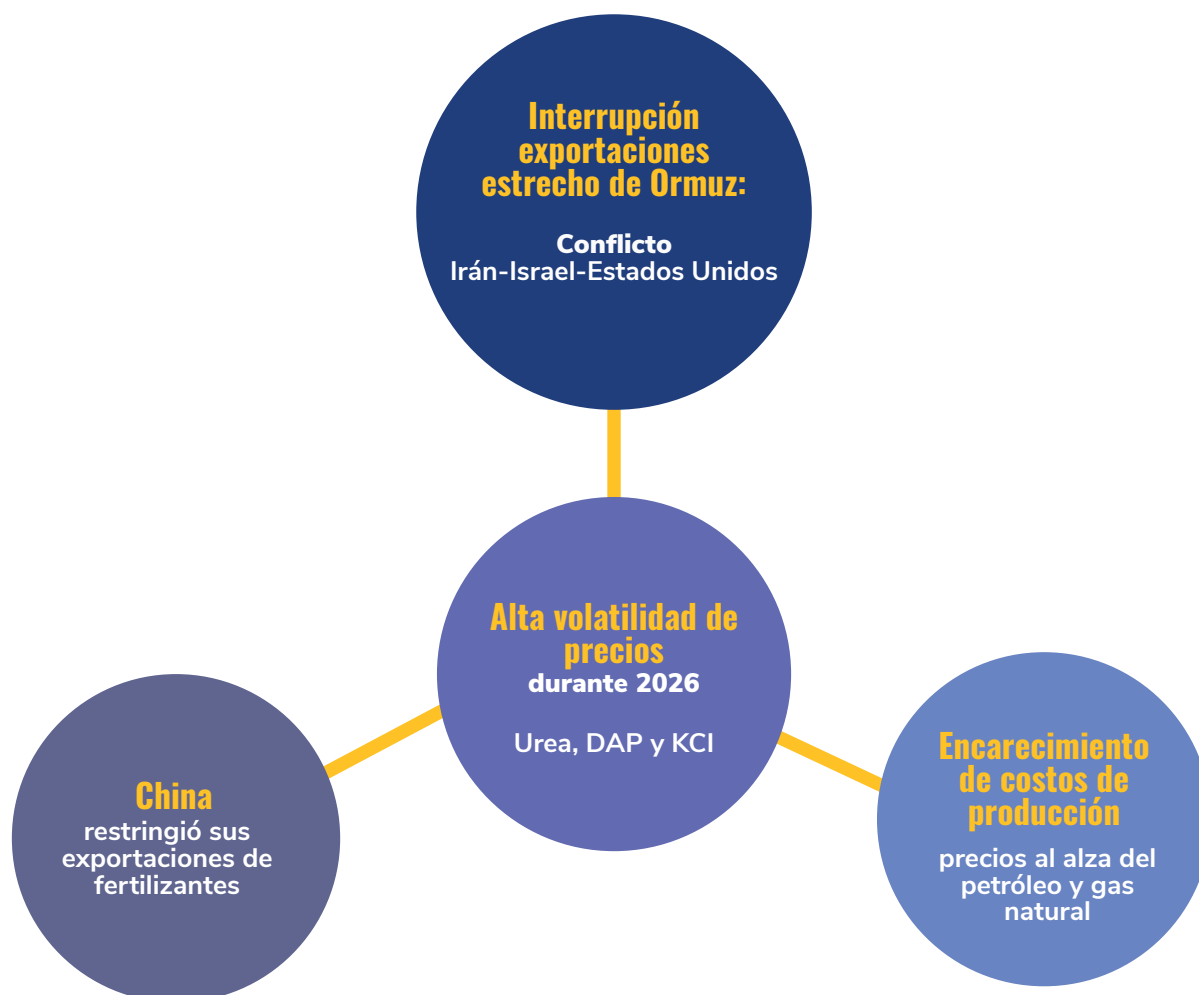 Interrupción
exportaciones
estrecho de Ormuz:
Conflicto
Irán-Israel-Estados Unidos
Alta volatilidad de
precios
durante 2026
Urea, DAP y KCI
China
restringió sus
exportaciones de
fertilizantes
Encarecimiento
de costos de
producción
precios al alza del
petróleo y gas
natural